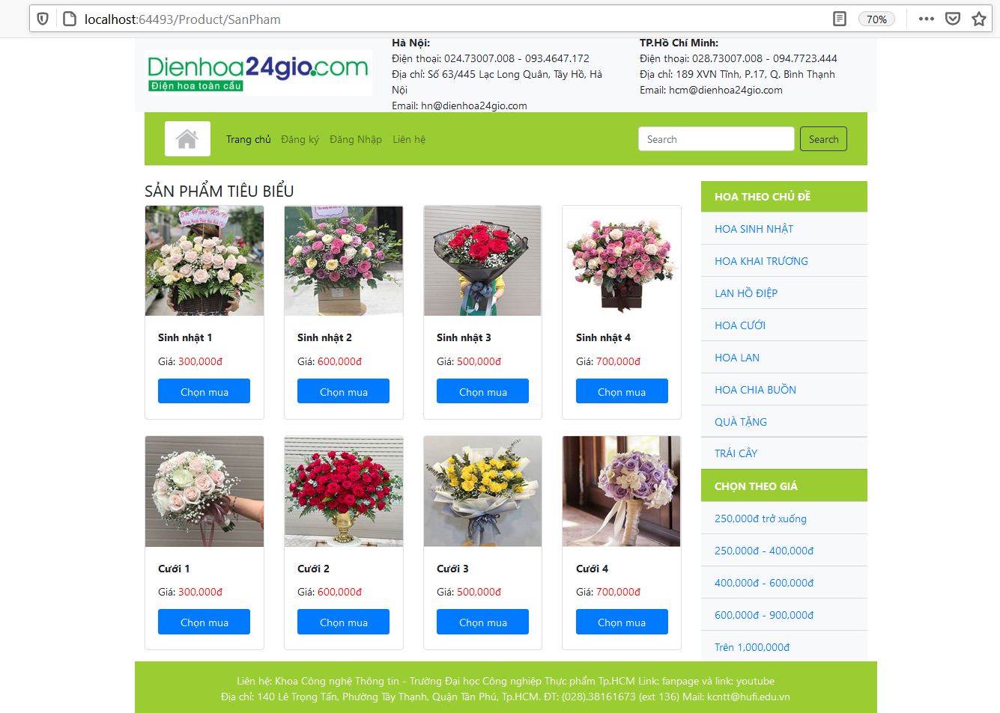 localhost:64493/Product/SanPham
70%
Dienhoa24gio.com
Điện hoa toàn cầu
Hà Nội:
Điện thoại: 024.73007.008 - 093.4647.172
Địa chỉ: Số 63/445 Lạc Long Quân, Tây Hồ, Hà
Nội
Email: hn@dienhoa24gio.com
TP.Hồ Chí Minh:
Điện thoại: 028.73007.008 - 094.7723.444
Địa chỉ: 189 XVN Tĩnh, P.17, Q. Bình Thạnh
Email: hcm@dienhoa24gio.com
Trang chủ Đăng ký Đăng Nhập Liên hệ
Search Search
SẢN PHẨM TIÊU BIỂU
Sinh nhật 1
Giá: 300,000đ
Chọn mua
Sinh nhật 2
Giá: 600,000đ
Chọn mua
Sinh nhật 3
Giá: 500,000đ
Chọn mua
Sinh nhật 4
Giá: 700,000đ
Chọn mua
Cưới 1
Giá: 300,000đ
Chọn mua
Cưới 2
Giá: 600,000đ
Chọn mua
Cưới 3
Giá: 500,000đ
Chọn mua
Cưới 4
Giá: 700,000đ
Chọn mua
HOA THEO CHỦ ĐỀ
HOA SINH NHẬT
HOA KHAI TRƯƠNG
LAN HỒ ĐIỆP
HOA CƯỚI
HOA LAN
HOA CHIA BUỒN
QUÀ TẶNG
TRÁI CÂY
CHỌN THEO GIÁ
250,000đ trở xuống
250,000đ - 400,000đ
400,000đ - 600,000đ
600,000đ - 900,000đ
Trên 1,000,000đ
Liên hệ: Khoa Công nghệ Thông tin - Trường Đại học Công nghiệp Thực phẩm Tp.HCM Link: fanpage và link: youtube
Địa chỉ: 140 Lê Trọng Tấn, Phường Tây Thạnh, Quận Tân Phú, Tp.HCM. ĐT: (028).38161673 (ext 136) Mail: kcntt@hufi.edu.vn